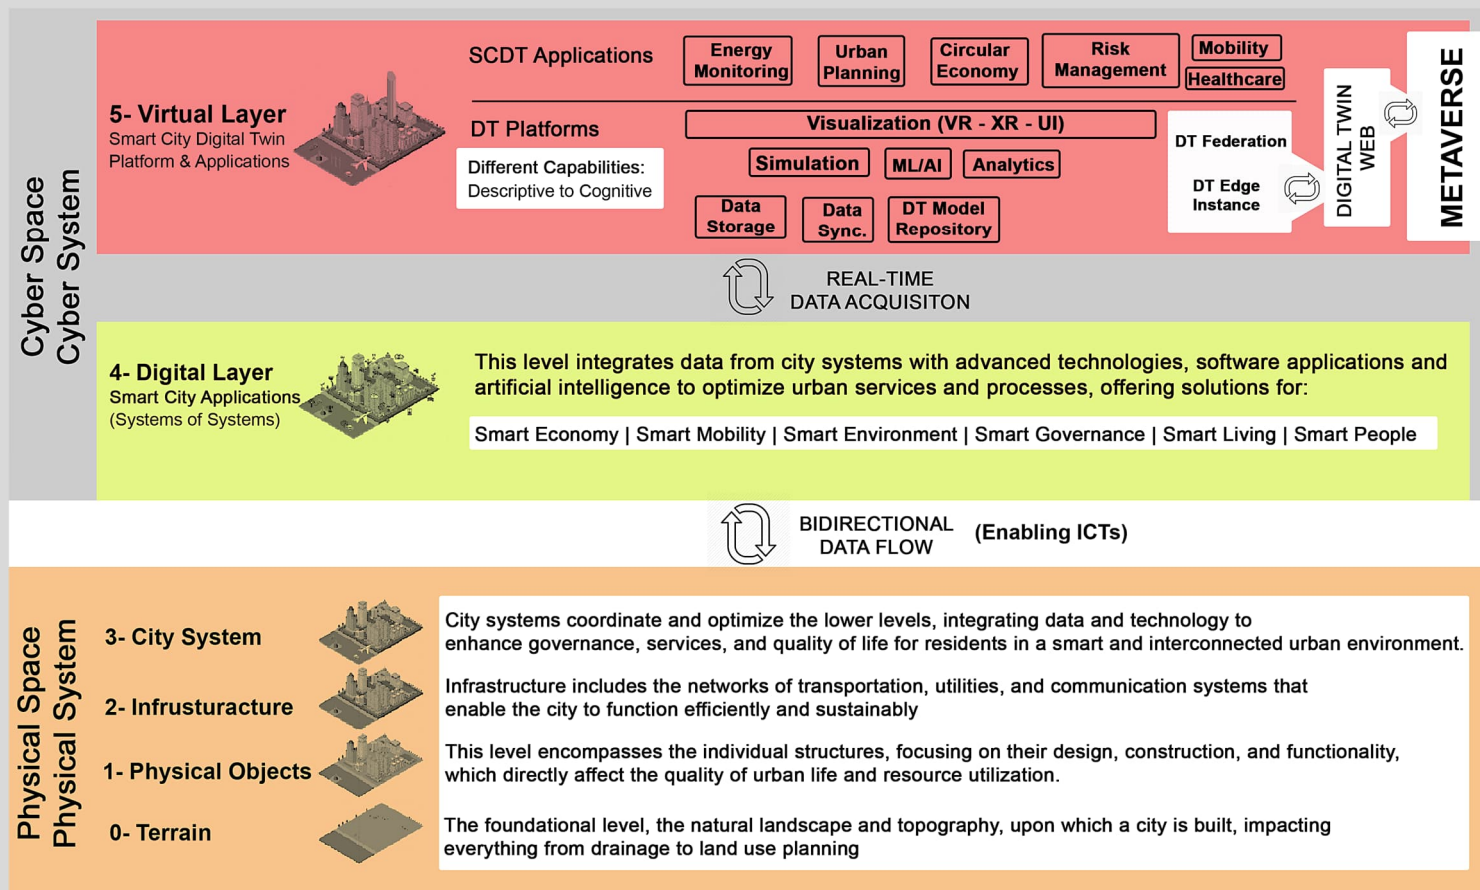 Cyber Space
Cyber System
5- Virtual Layer
Smart City Digital Twin
Platform & Applications
SCDT Applications
Energy
Monitoring
Urban
Planning
Circular
Economy
Risk
Management
Mobility
Healthcare
DT Platforms
Different Capabilities:
Descriptive to Cognitive
Visualization (VR - XR - UI)
Simulation
ML/AI
Analytics
Data
Storage
Data
Sync.
DT Model
Repository
DT Federation
DT Edge
Instance
DIGITAL TWIN
WEB
METAVERSE
REAL-TIME
DATA ACQUISITON
4- Digital Layer
Smart City Applications
(Systems of Systems)
This level integrates data from city systems with advanced technologies, software applications and
artificial intelligence to optimize urban services and processes, offering solutions for:
Smart Economy | Smart Mobility | Smart Environment | Smart Governance | Smart Living | Smart People
BIDIRECTIONAL
DATA FLOW
(Enabling ICTs)
Physical Space
Physical System
3- City System
City systems coordinate and optimize the lower levels, integrating data and technology to
enhance governance, services, and quality of life for residents in a smart and interconnected urban environment.
2- Infrusturacture
Infrastructure includes the networks of transportation, utilities, and communication systems that
enable the city to function efficiently and sustainably
1- Physical Objects
This level encompasses the individual structures, focusing on their design, construction, and functionality,
which directly affect the quality of urban life and resource utilization.
0- Terrain
The foundational level, the natural landscape and topography, upon which a city is built, impacting
everything from drainage to land use planning